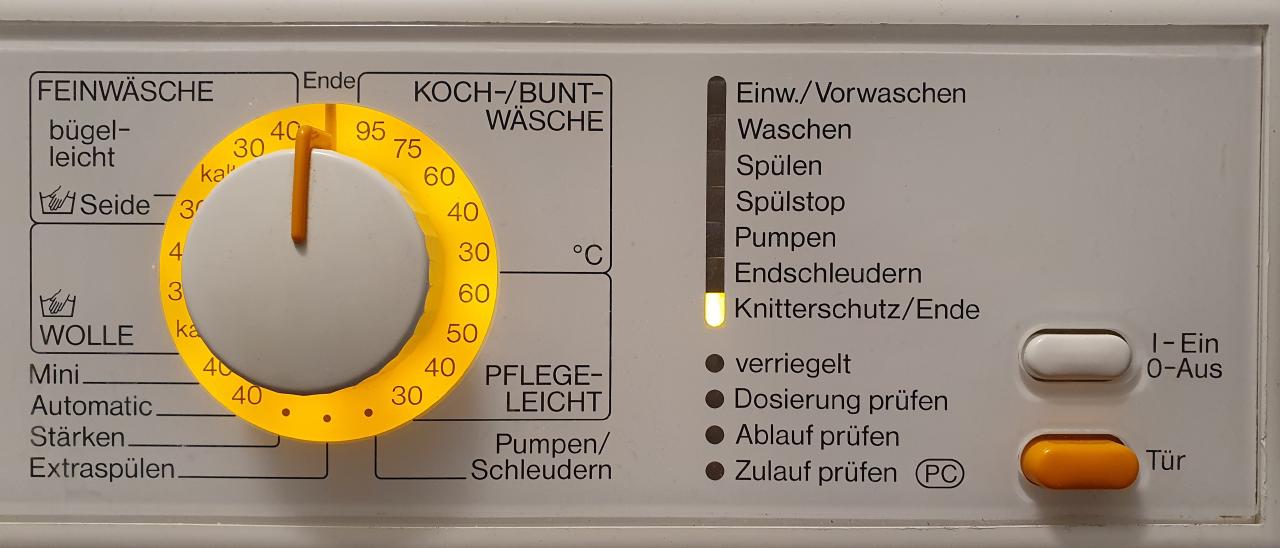 FEINWÄSCHE
bügel-
leicht
Seide
WOLLE
Mini
Automatic
Stärken
Extraspülen
Ende
KOCH-/BUNT-
WÄSCHE
°C
PFLEGE-
LEICHT
Pumpen/
Schleudern
95
75
60
40
30
60
50
40
30
40
40
30
40
Einw./Vorwaschen
Waschen
Spülen
Spülstop
Pumpen
Endschleudern
Knitterschutz/Ende
verriegelt
Dosierung prüfen
Ablauf prüfen
Zulauf prüfen PC
I-Ein
0-Aus
Tür